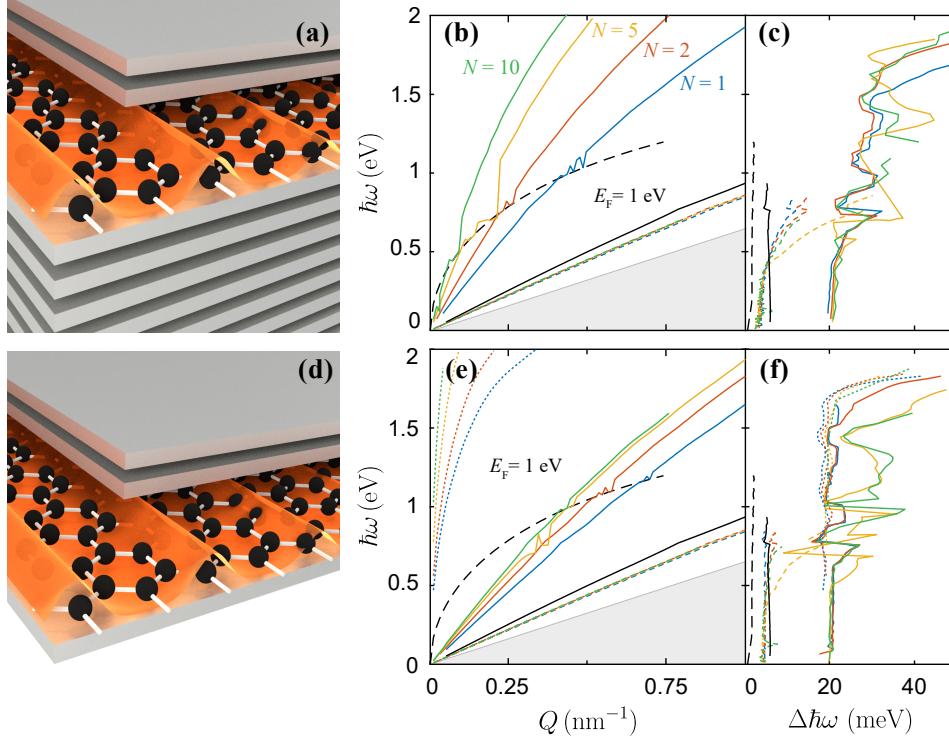 (a)
(b)
(c)
N = 10
N = 5
N = 2
N = 1
E_F = 1 eV
ℏω (eV)
2
1.5
1
0.5
0
(d)
(e)
(f)
E_F = 1 eV
ℏω (eV)
2
1.5
1
0.5
0
0 0.25 0.75
0 20 40
Q (nm⁻¹)
Δℏω (meV)